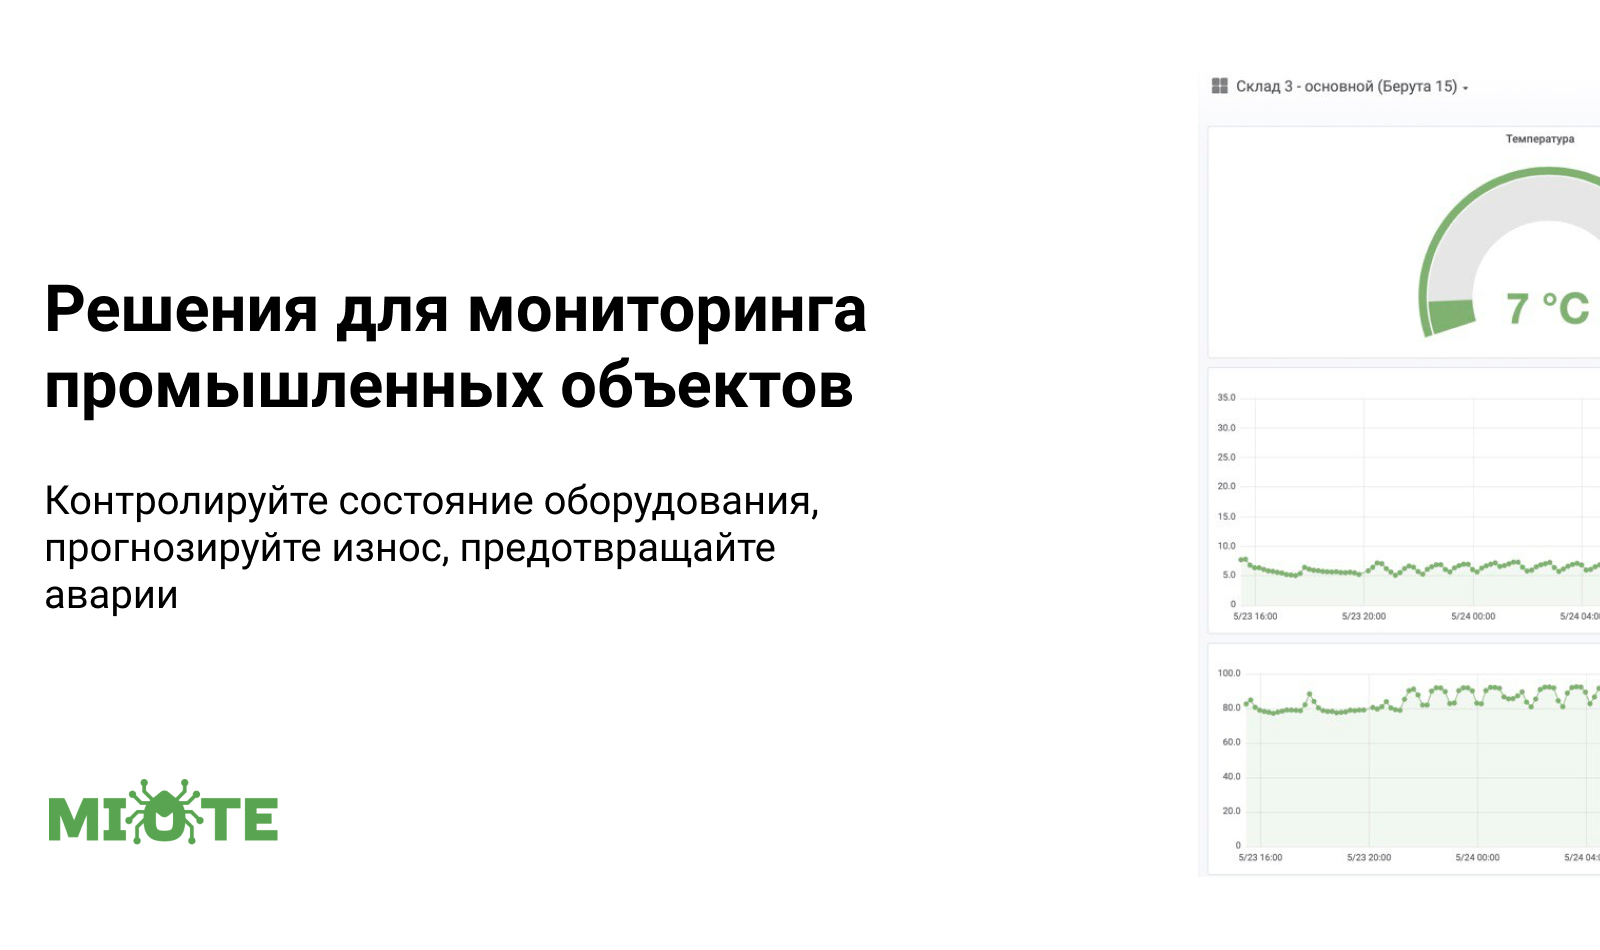 Склад 3 - основной (Берута 15)
Температура
7 °C
Решения для мониторинга
промышленных объектов
Контролируйте состояние оборудования,
прогнозируйте износ, предотвращайте
аварии
35.0
30.0
25.0
20.0
15.0
10.0
5.0
0
5/23 16:00 5/23 20:00 5/24 00:00 5/24 04:0
100.0
80.0
60.0
40.0
20.0
0
5/23 16:00 5/23 20:00 5/24 00:00 5/24 04:0
MIOTE